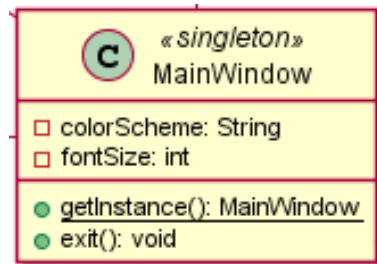 C
«singleton»
MainWindow
colorScheme: String
fontSize: int
getInstance(): MainWindow
exit(): void